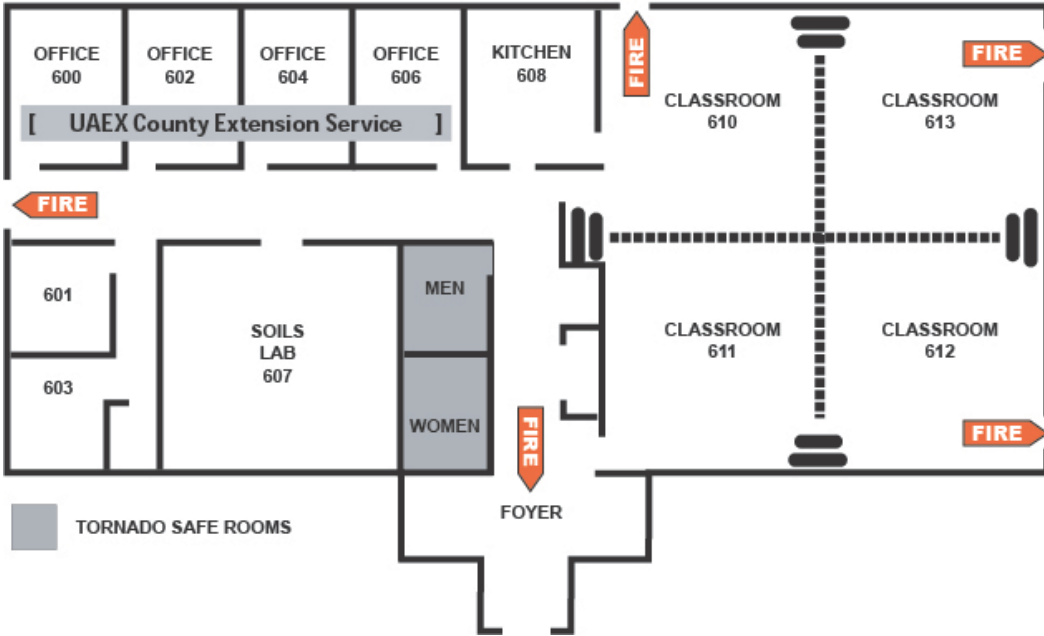 OFFICE
600
OFFICE
602
OFFICE
604
OFFICE
606
KITCHEN
608
FIRE
FIRE
CLASSROOM
610
CLASSROOM
613
[ UAEX County Extension Service ]
FIRE
601
MEN
SOILS
LAB
607
CLASSROOM
611
CLASSROOM
612
603
WOMEN
FIRE
FIRE
FOYER
TORNADO SAFE ROOMS